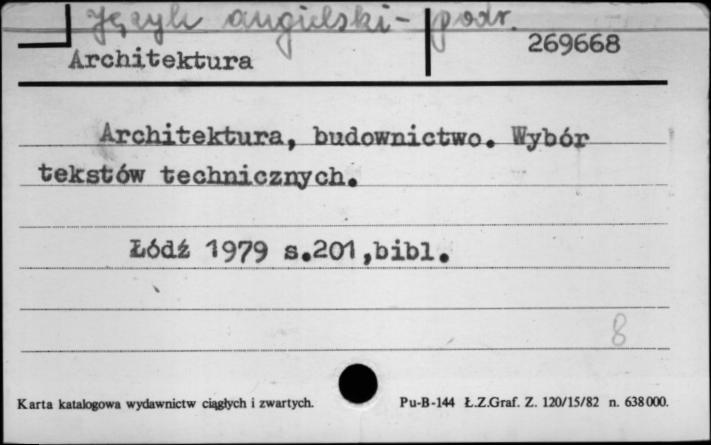 Język angielski - podr.
269668
Architektura
Architektura, budownictwo. Wybór
tekstów technicznych.
Łódź 1979 s.201,bibl.
8
Karta katalogowa wydawnictw ciągłych i zwartych.
Pu-B-144 Ł.Z.Graf. Z. 120/15/82 n. 638000.